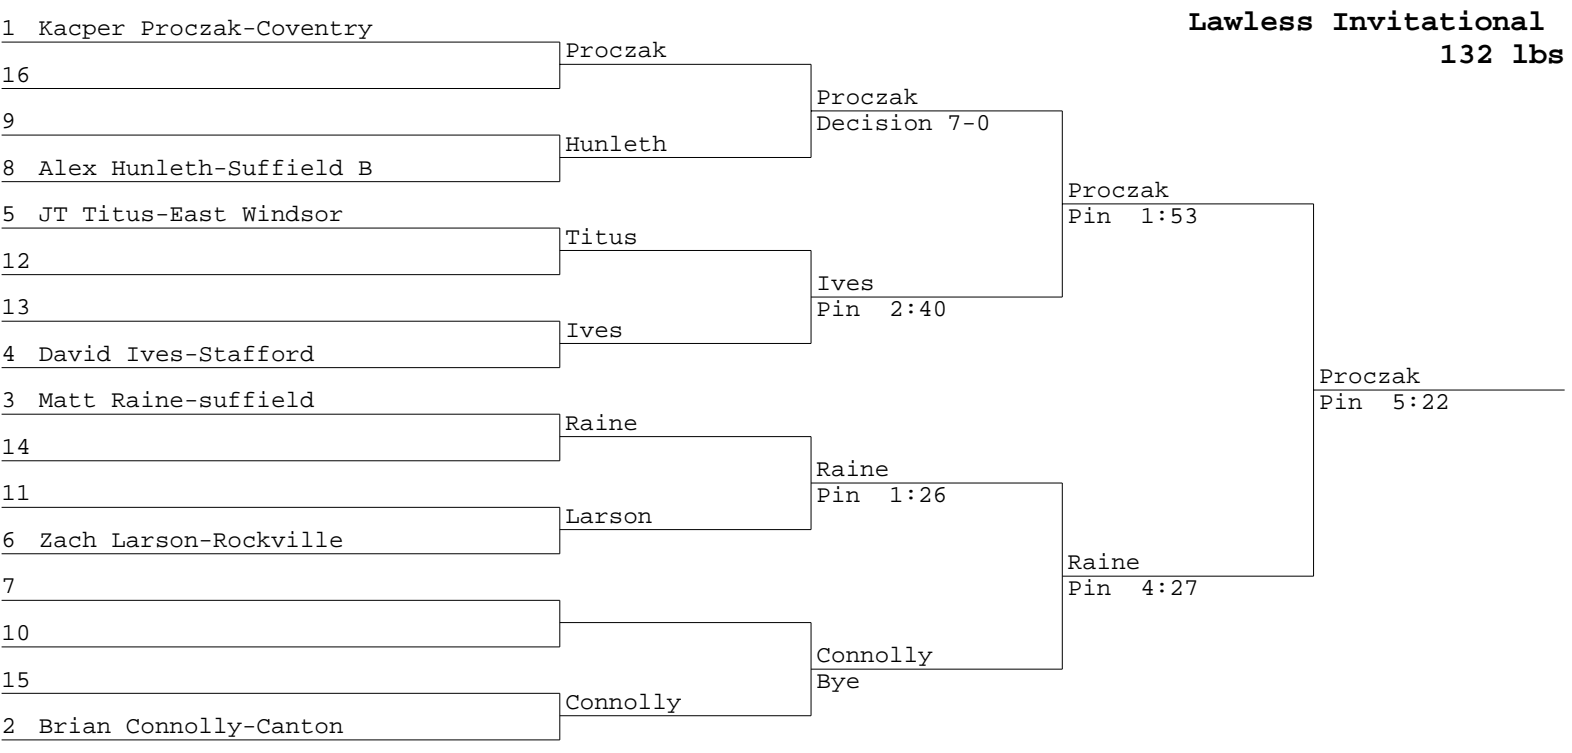 Lawless Invitational
132 lbs
1 Kacper Proczak-Coventry
Proczak
16
Proczak
9
Decision 7-0
Hunleth
8 Alex Hunleth-Suffield B
Proczak
5 JT Titus-East Windsor
Pin 1:53
Titus
12
Ives
13
Pin 2:40
Ives
4 David Ives-Stafford
Proczak
3 Matt Raine-suffield
Pin 5:22
Raine
14
Raine
11
Pin 1:26
Larson
6 Zach Larson-Rockville
Raine
7
Pin 4:27
10
Connolly
15
Bye
Connolly
2 Brian Connolly-Canton